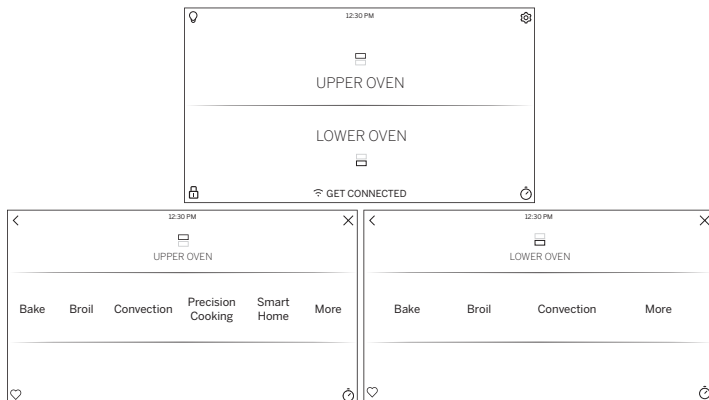 12:30 PM
UPPER OVEN
LOWER OVEN
GET CONNECTED
12:30 PM
UPPER OVEN
Bake Broil Convection Precision Cooking Smart Home More
12:30 PM
LOWER OVEN
Bake Broil Convection More